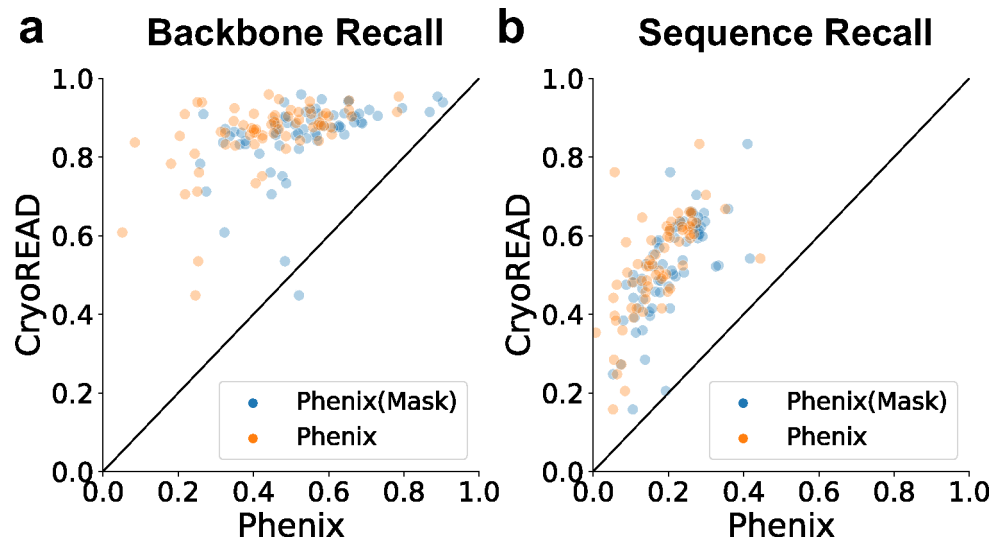 a Backbone Recall
1.0
0.8
0.6
0.4
0.2
0.0
CryoREAD
Phenix(Mask)
Phenix
0.0 0.2 0.4 0.6 0.8 1.0
Phenix
b Sequence Recall
1.0
0.8
0.6
0.4
0.2
0.0
CryoREAD
Phenix(Mask)
Phenix
0.0 0.2 0.4 0.6 0.8 1.0
Phenix